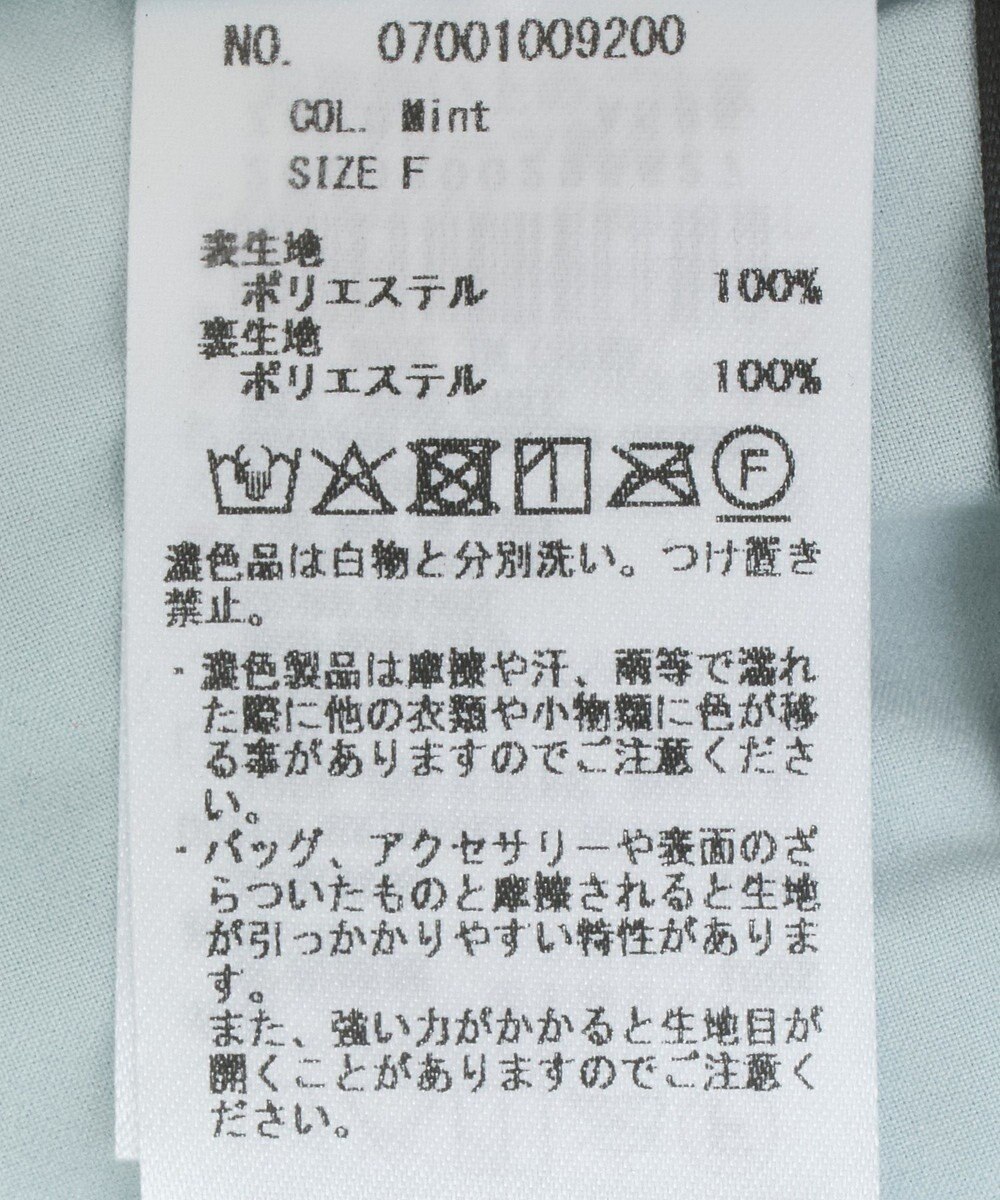 NO. 07001009200
COL. Mint
SIZE F
表生地
ポリエステル 100%
裏生地
ポリエステル 100%
F
濃色品は白物と分別洗い。つけ置き
禁止。
・濃色製品は摩擦や汗、雨等で濡れ
た際に他の衣類や小物類に色が移
る事がありますのでご注意くださ
い。
・バッグ、アクセサリーや表面のざ
らついたものと摩擦されると生地
が引っかかりやすい特性がありま
す。
また、強い力がかかると生地目が
開くことがありますのでご注意く
ださい。